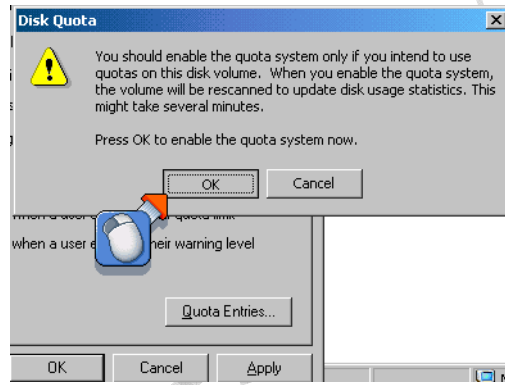 Disk Quota
You should enable the quota system only if you intend to use
quotas on this disk volume. When you enable the quota system,
the volume will be rescanned to update disk usage statistics. This
might take several minutes.
Press OK to enable the quota system now.
OK Cancel
quota limit
when a user their warning level
Quota Entries...
OK Cancel Apply